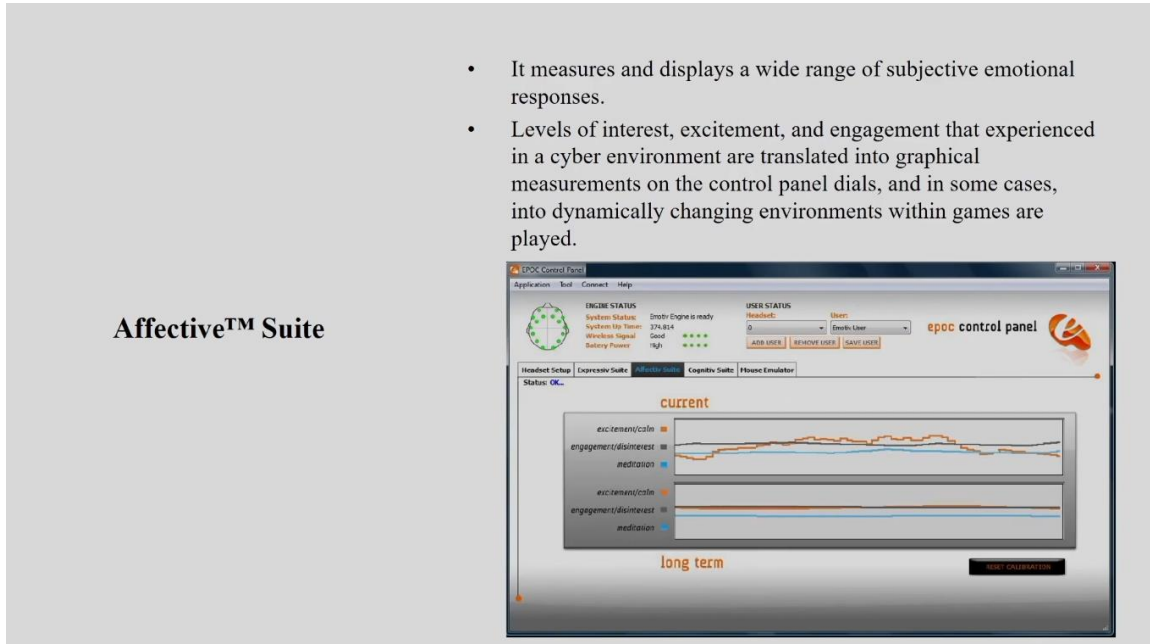 • It measures and displays a wide range of subjective emotional
responses.
• Levels of interest, excitement, and engagement that experienced
in a cyber environment are translated into graphical
measurements on the control panel dials, and in some cases,
into dynamically changing environments within games are
played.
Affective™ Suite
EPOC Control Panel
Application Tool Connect Help
ENGINE STATUS
System Status: Emotiv Engine is ready
System Up Time: 374.814
Wireless Signal Good
Battery Power High
USER STATUS
Headset: User:
0 Emotiv User
ADD USER REMOVE USER SAVE USER
epoc control panel
Headset Setup Expressiv Suite Affectiv Suite Cognitiv Suite Mouse Emulator
Status: OK...
current
excitement/calm
engagement/disinterest
meditation
excitement/calm
engagement/disinterest
meditation
long term
RESET CALIBRATION